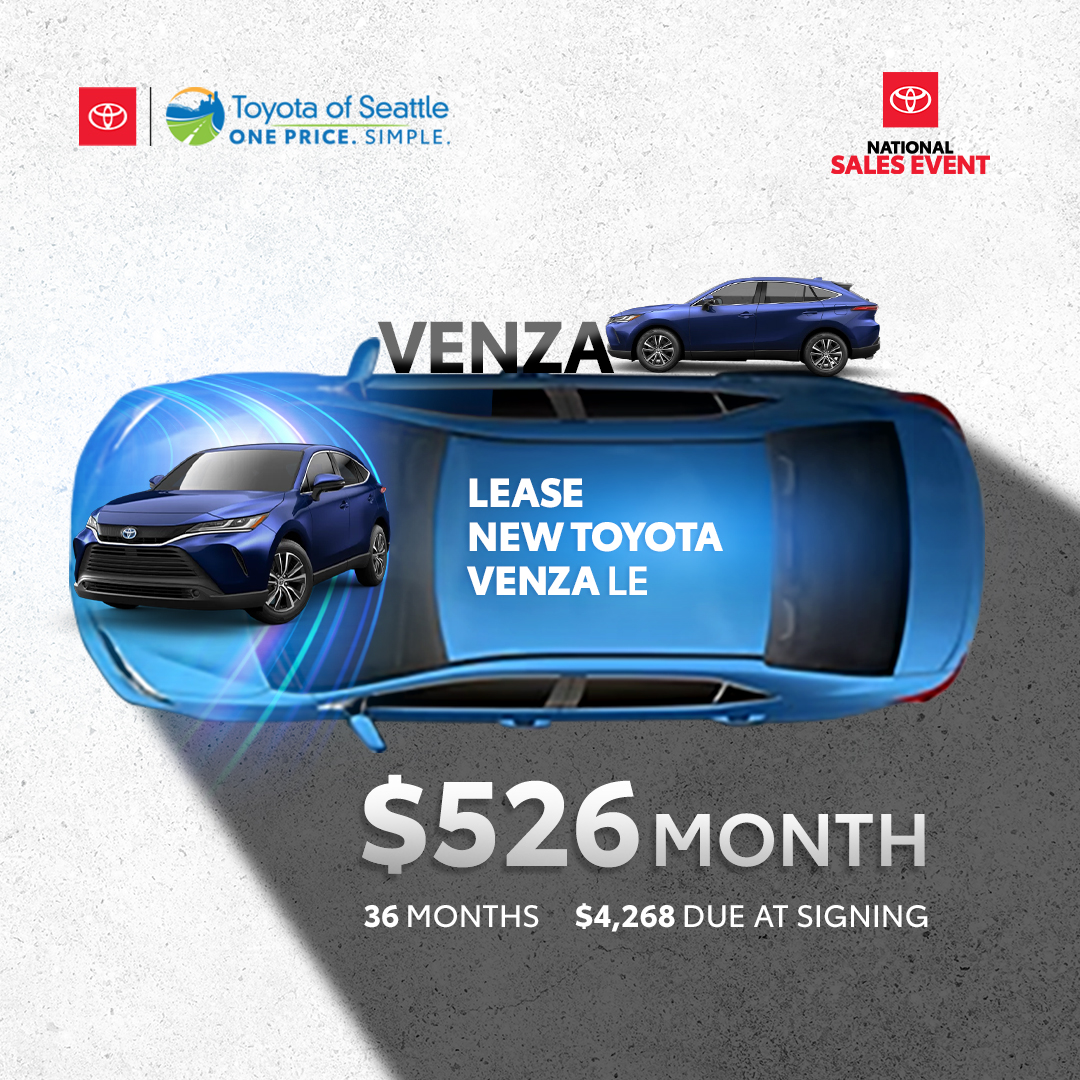 Toyota of Seattle
ONE PRICE. SIMPLE.
NATIONAL
SALES EVENT
VENZA
LEASE
NEW TOYOTA
VENZA LE
$526 MONTH
36 MONTHS $4,268 DUE AT SIGNING